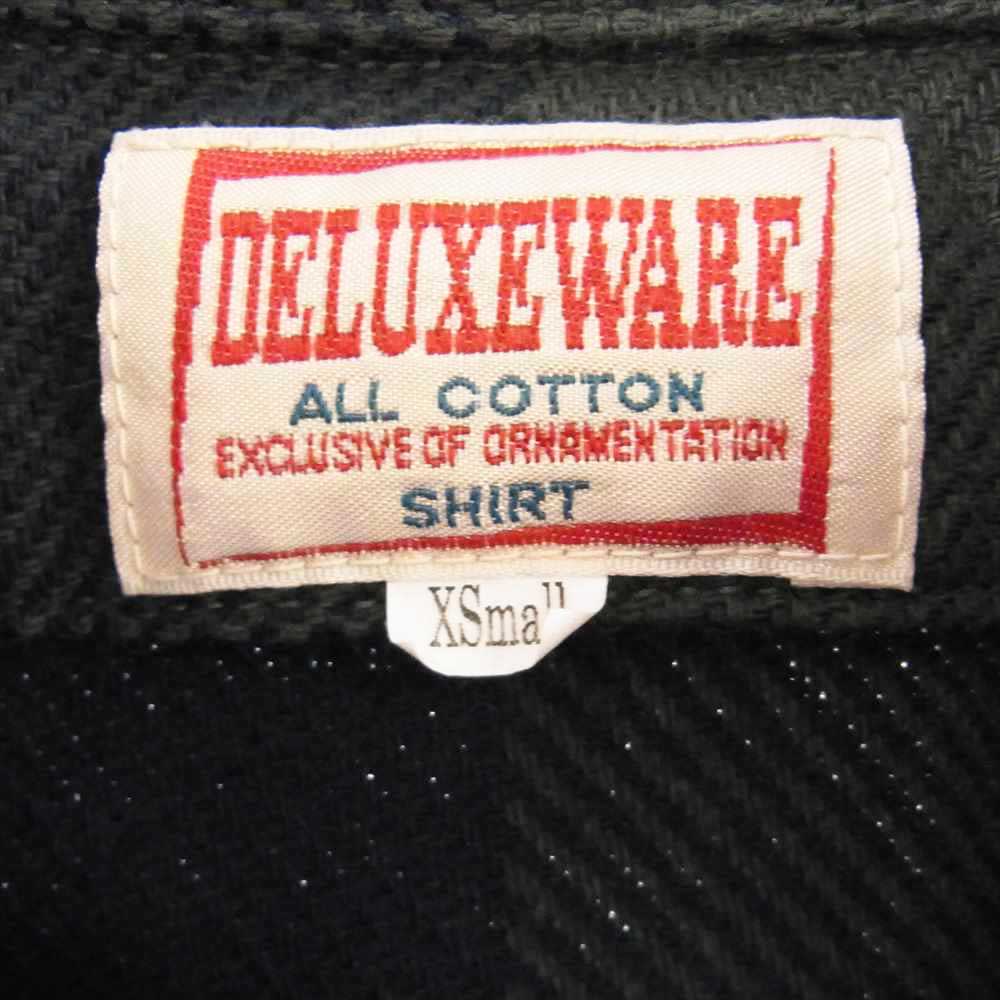 DELUXEWARE
ALL COTTON
EXCLUSIVE OF ORNAMENTATION
SHIRT
XSmall